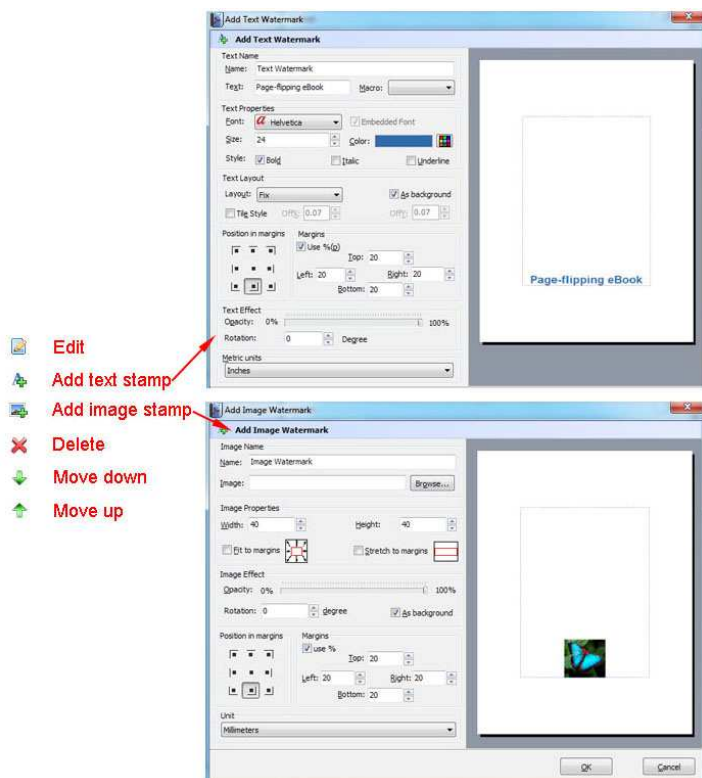 Add Text Watermark
Add Text Watermark
Text Name
Name: Text Watermark
Text: Page-flipping eBook Macro:
Text Properties
Font: a Helvetica Embedded Font
Size: 24 Color:
Style: Bold Italic Underline
Text Layout
Layout: Fix As background
Tile Style Offx: 0.07 Offy: 0.07
Position in margins Margins
Use %(p)
Top: 20
Left: 20 Right: 20
Bottom: 20
Text Effect
Opacity: 0% 100%
Rotation: 0 Degree
Metric units
Inches
Page-flipping eBook
Edit
Add text stamp
Add image stamp
Delete
Move down
Move up
Add Image Watermark
Add Image Watermark
Image Name
Name: Image Watermark
Image: Browse...
Image Properties
Width: 40 Height: 40
Fit to margins Stretch to margins
Image Effect
Opacity: 0% 100%
Rotation: 0 degree As background
Position in margins Margins
use %
Top: 20
Left: 20 Right: 20
Bottom: 20
Unit
Millimeters
OK Cancel